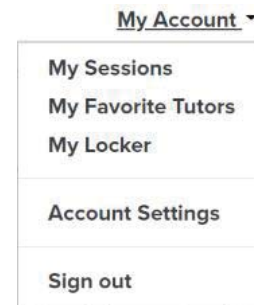 My Account
My Sessions
My Favorite Tutors
My Locker
Account Settings
Sign out